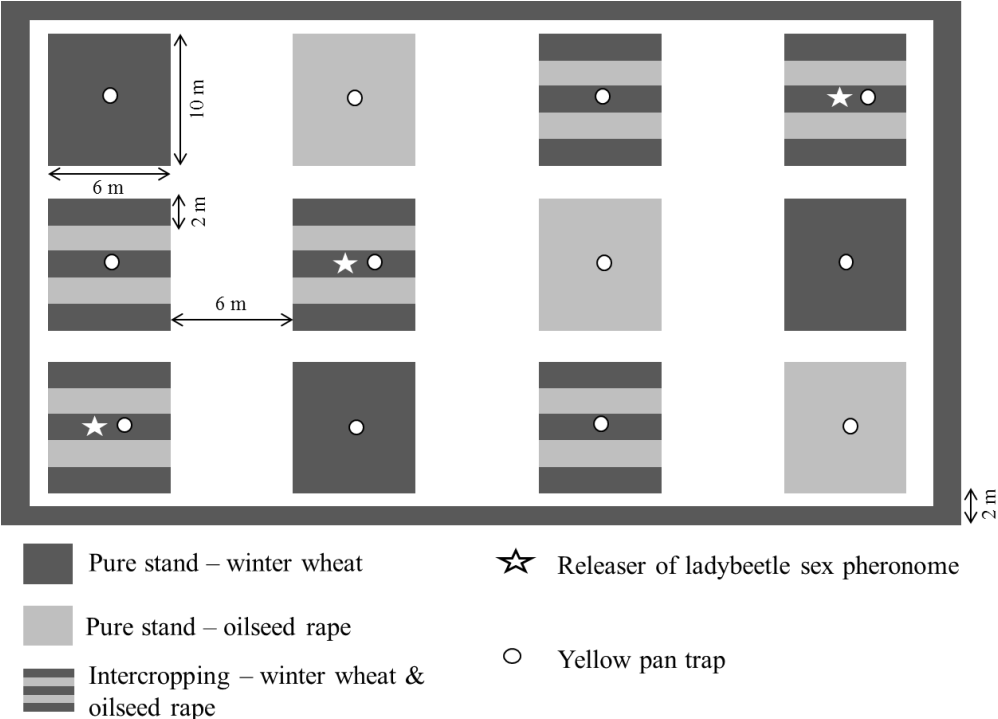 10 m
6 m
2 m
6 m
2 m
Pure stand – winter wheat
Releaser of ladybeetle sex pheronome
Pure stand – oilseed rape
Yellow pan trap
Intercropping – winter wheat &
oilseed rape